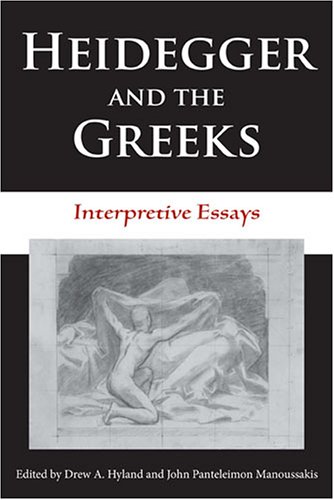 HEIDEGGER
AND THE
GREEKS
Interpretive Essays
Edited by Drew A. Hyland and John Panteleimon Manoussakis